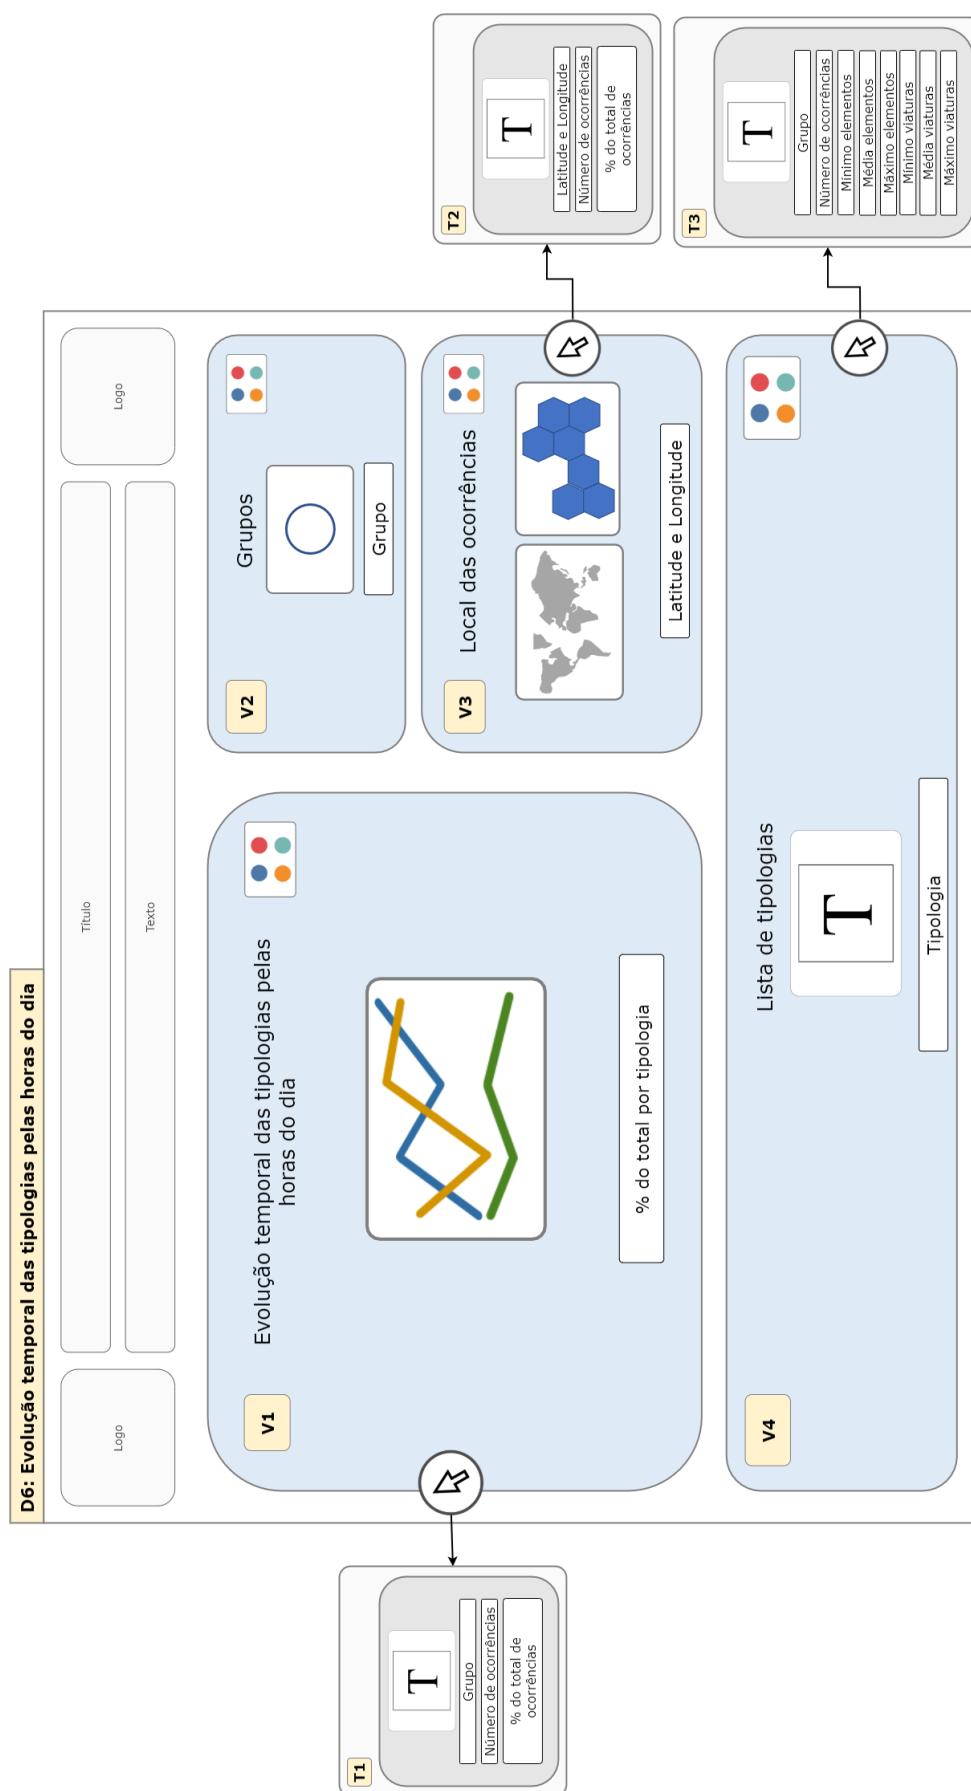 D6: Evolução temporal das tipologias pelas horas do dia
Logo
Título
Texto
Logo
V1
Evolução temporal das tipologias pelas
horas do dia
% do total por tipologia
V2
Grupos
Grupo
V3
Local das ocorrências
Latitude e Longitude
V4
Lista de tipologias
T
Tipologia
T1
T
Grupo
Número de ocorrências
% do total de
ocorrências
T2
T
Latitude e Longitude
Número de ocorrências
% do total de
ocorrências
T3
T
Grupo
Número de ocorrências
Mínimo elementos
Média elementos
Máximo elementos
Mínimo viaturas
Média viaturas
Máximo viaturas